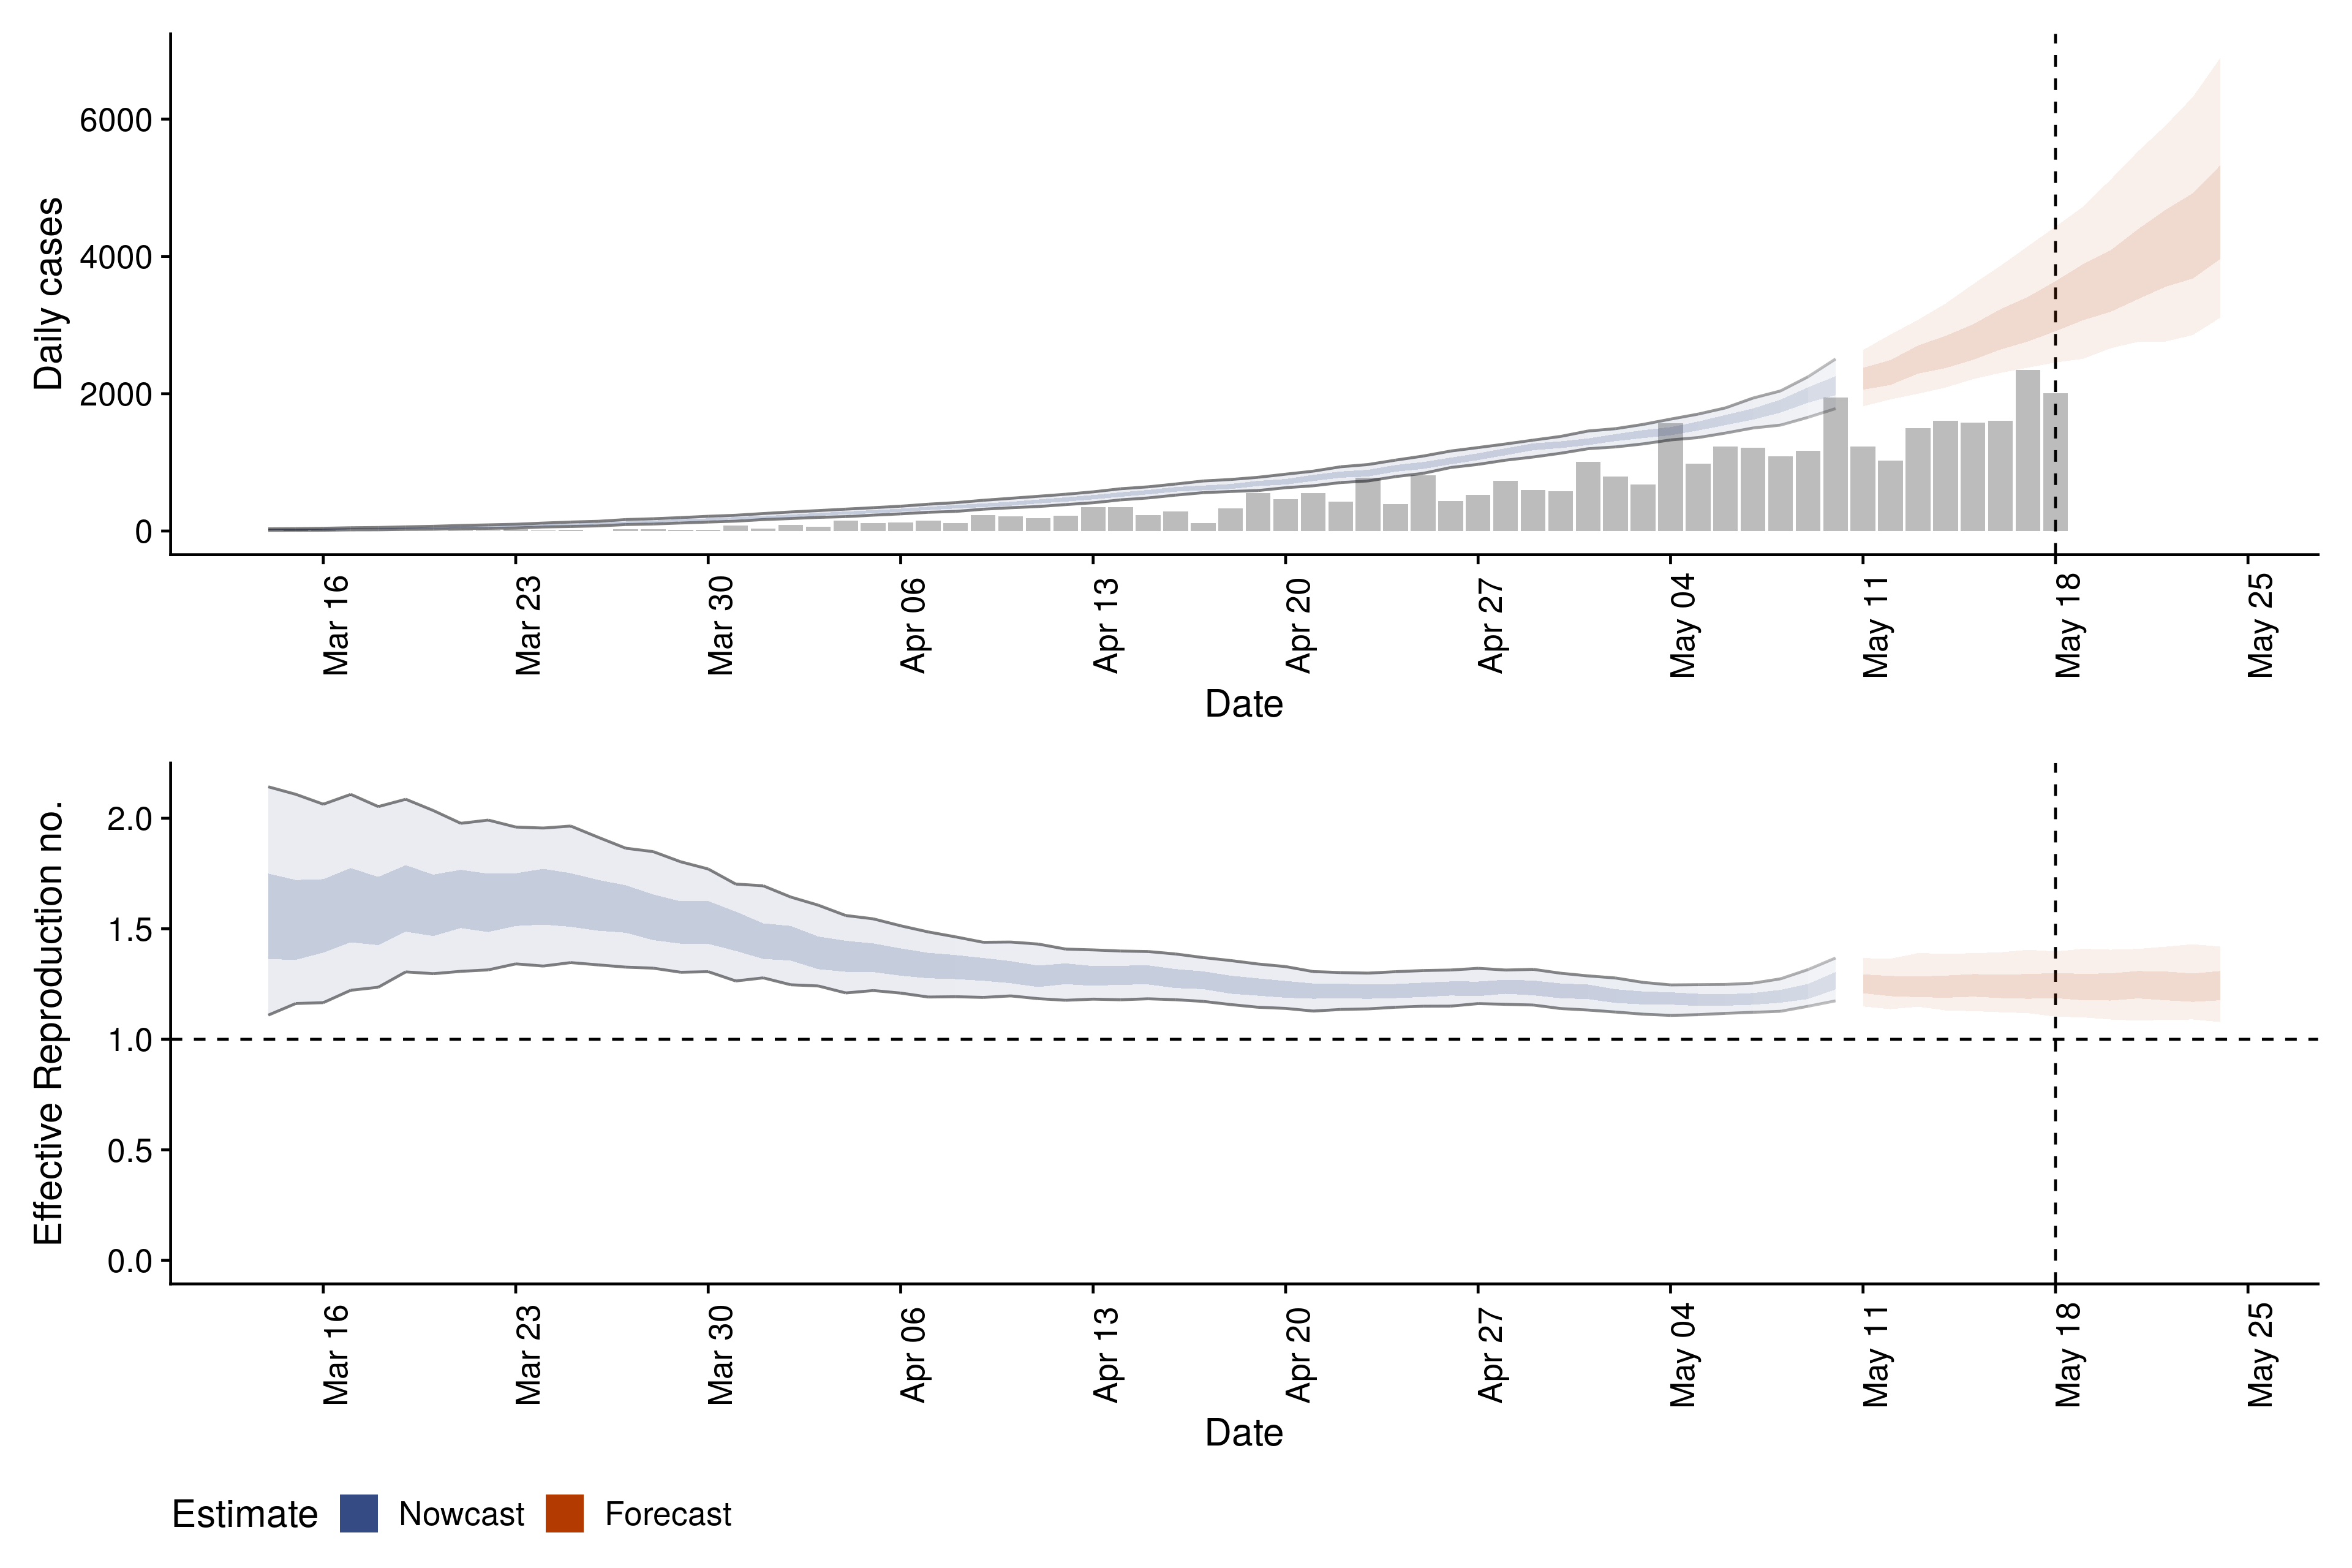 Daily cases
6000
4000
2000
0
Mar 16
Mar 23
Mar 30
Apr 06
Apr 13
Apr 20
Apr 27
May 04
May 11
May 18
May 25
Date
Effective Reproduction no.
2.0
1.5
1.0
0.5
0.0
Mar 16
Mar 23
Mar 30
Apr 06
Apr 13
Apr 20
Apr 27
May 04
May 11
May 18
May 25
Date
Estimate Nowcast Forecast